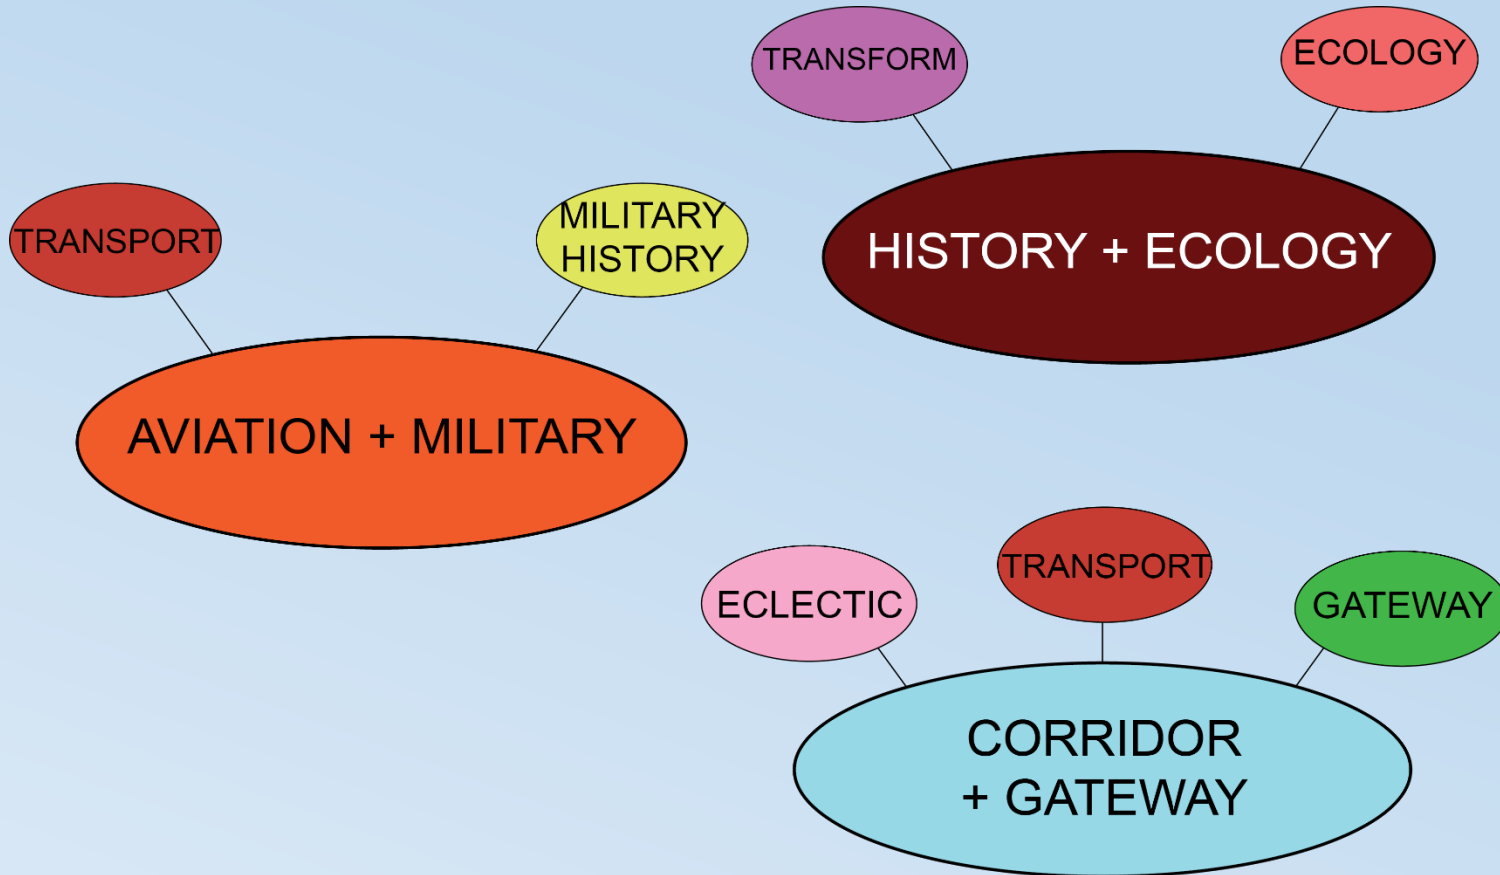 TRANSFORM
ECOLOGY
HISTORY + ECOLOGY
TRANSPORT
MILITARY
HISTORY
AVIATION + MILITARY
ECLECTIC
TRANSPORT
GATEWAY
CORRIDOR
+ GATEWAY